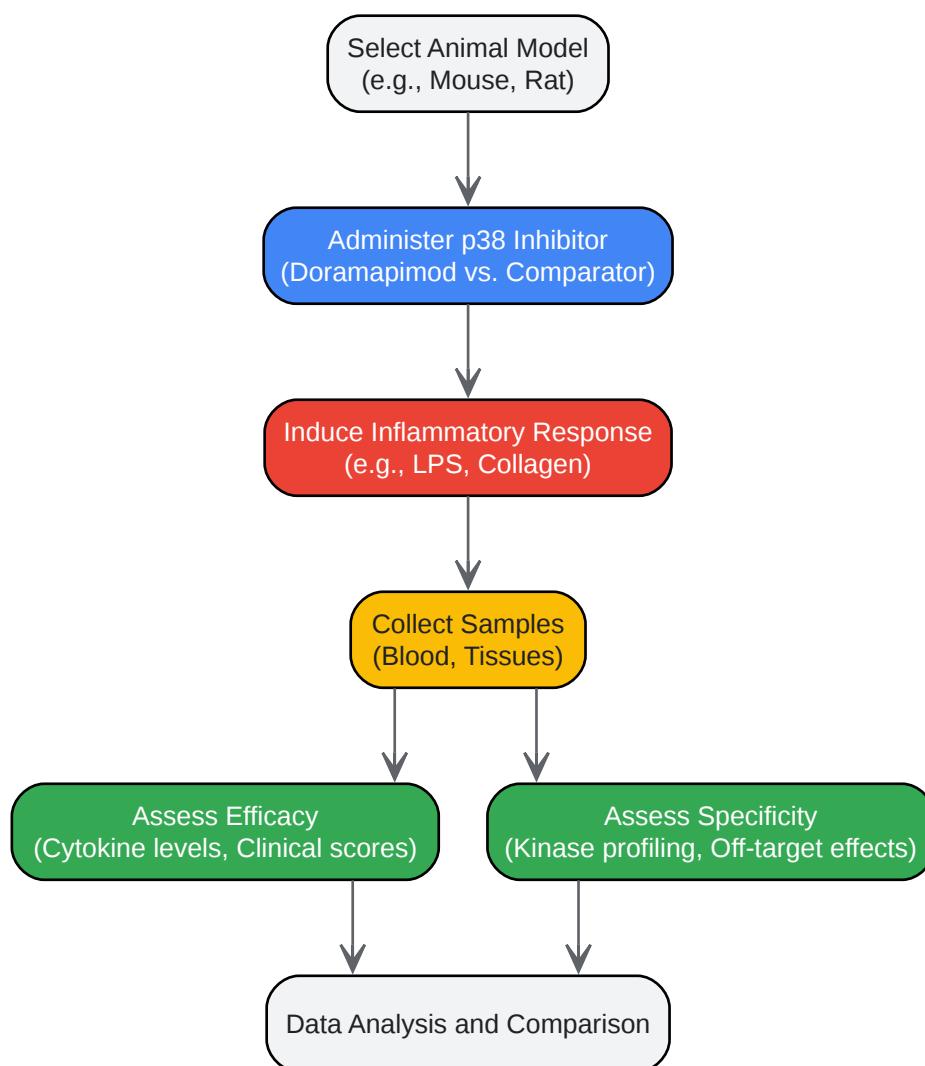 Select Animal Model
(e.g., Mouse, Rat)
Administer p38 Inhibitor
(Doramapimod vs. Comparator)
Induce Inflammatory Response
(e.g., LPS, Collagen)
Collect Samples
(Blood, Tissues)
Assess Efficacy
(Cytokine levels, Clinical scores)
Assess Specificity
(Kinase profiling, Off-target effects)
Data Analysis and Comparison